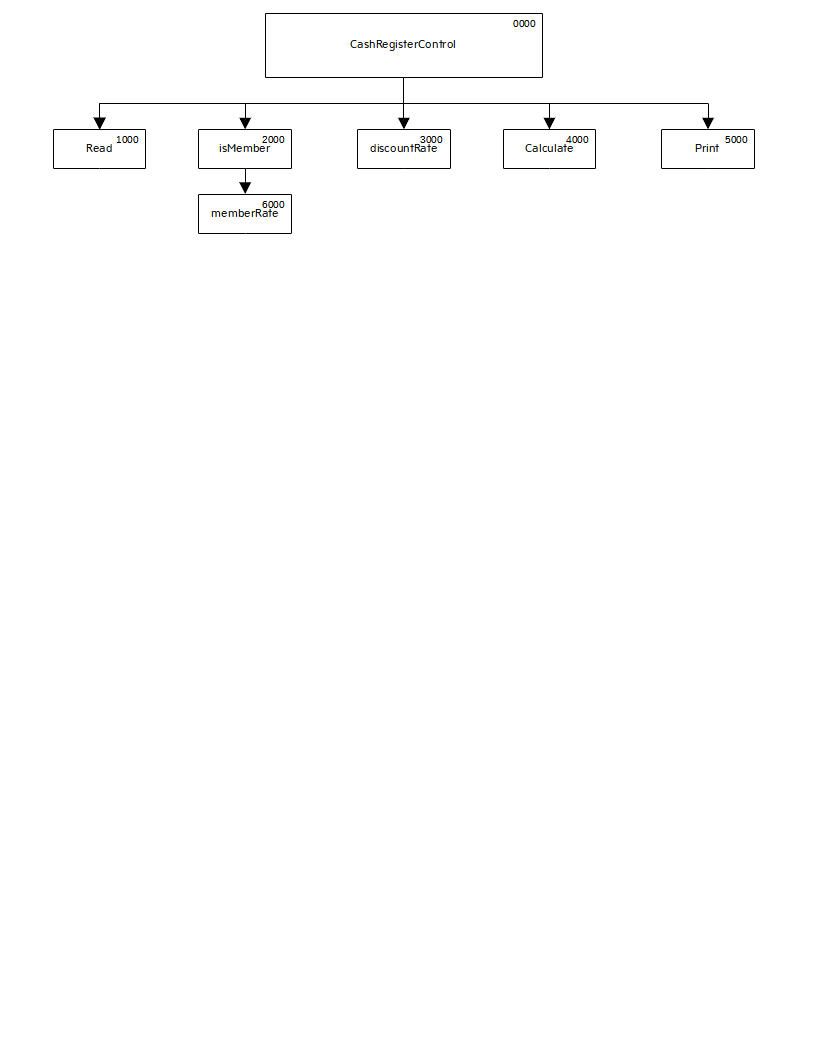 0000
CashRegisterControl
1000
Read
2000
isMember
3000
discountRate
4000
Calculate
5000
Print
6000
memberRate